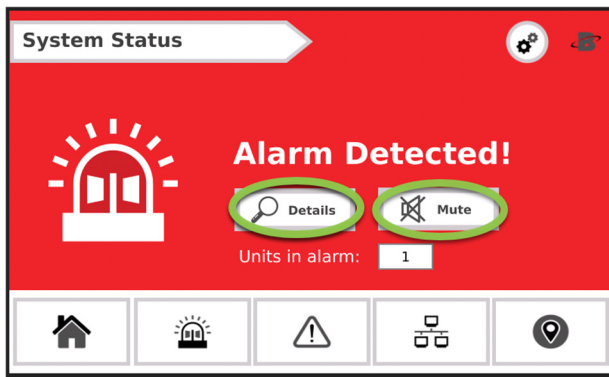 System Status
Alarm Detected!
Details
Mute
Units in alarm: 1